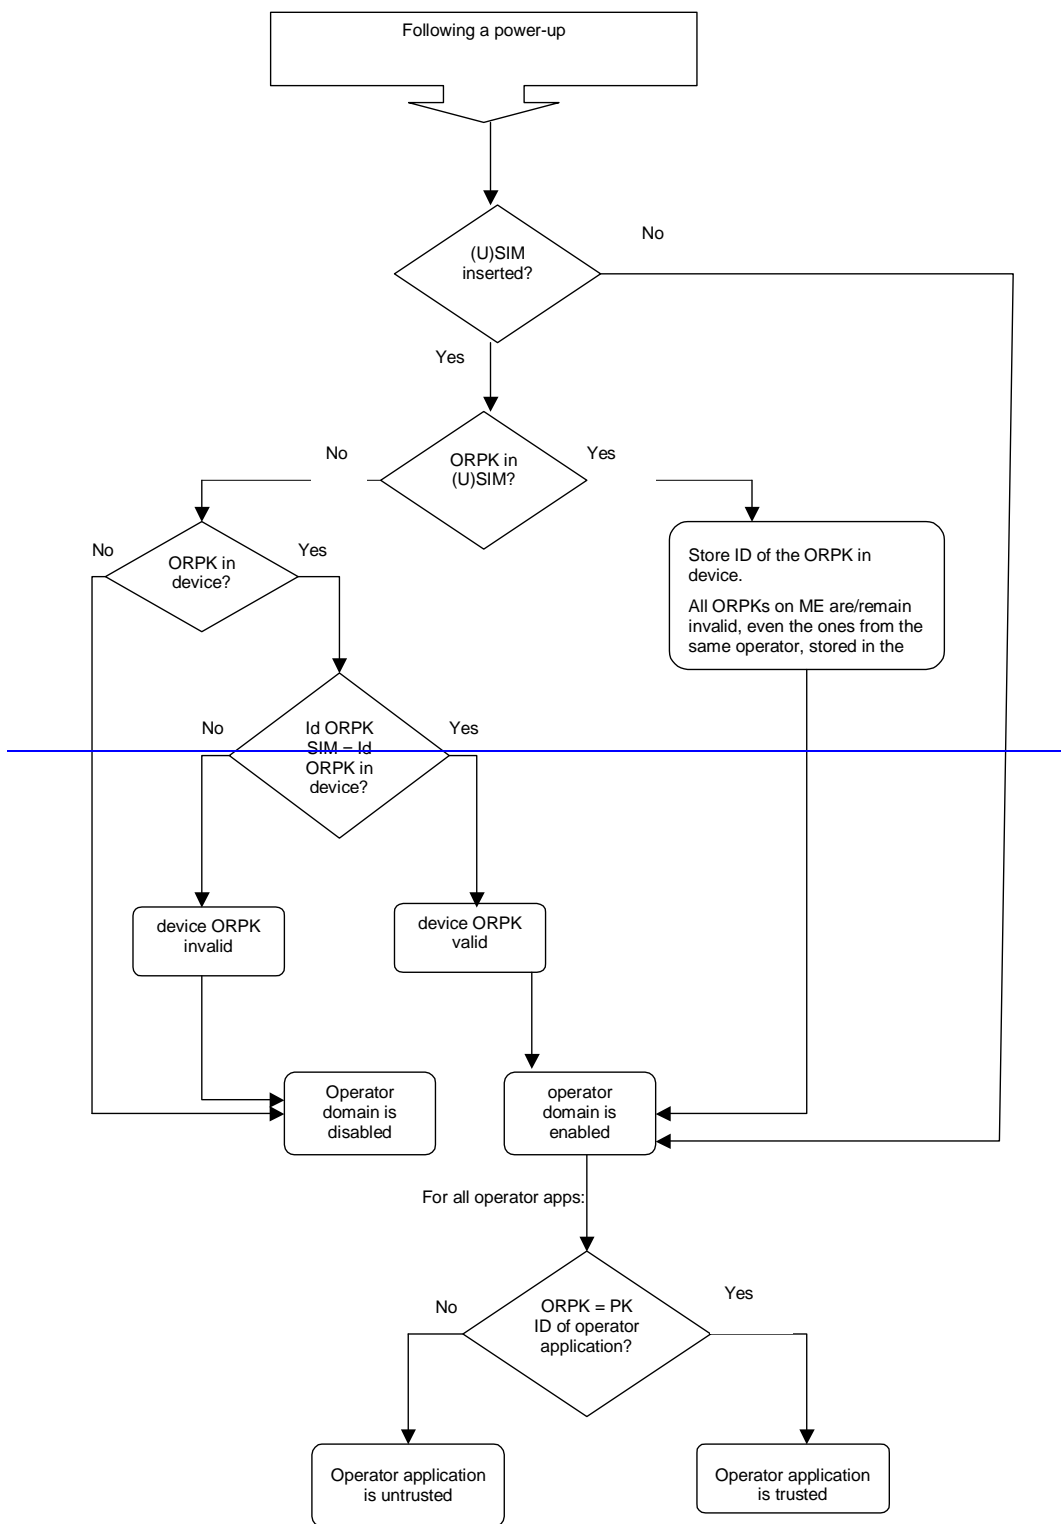 Following a power-up
No
(U)SIM
inserted?
Yes
No
ORPK in
(U)SIM?
Yes
No
ORPK in
device?
Yes
Store ID of the ORPK in
device.
All ORPKs on ME are/remain
invalid, even the ones from the
same operator, stored in the
No
Id ORPK
SIM = Id
ORPK in
device?
Yes
device ORPK
invalid
device ORPK
valid
Operator
domain is
disabled
operator
domain is
enabled
For all operator apps:
No
ORPK = PK
ID of operator
application?
Yes
Operator application
is untrusted
Operator application
is trusted